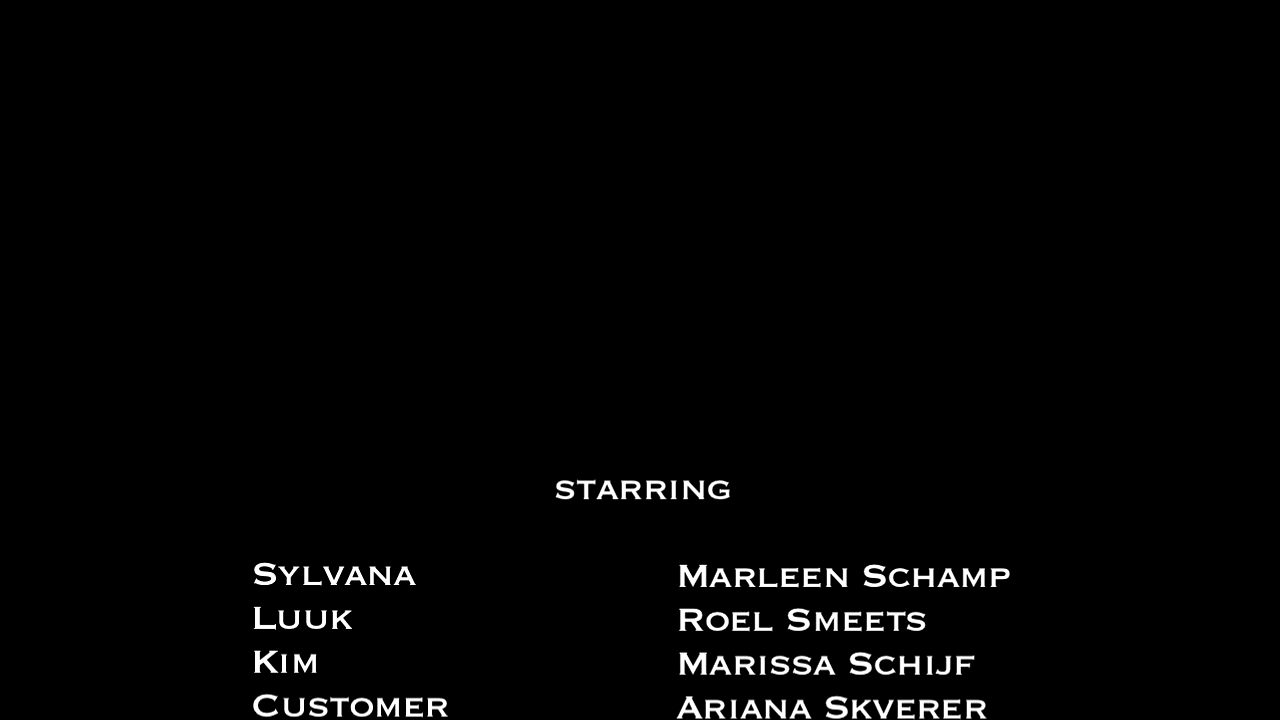 STARRING
SYLVANA MARLEEN SCHAMP
LUUK ROEL SMEETS
KIM MARISSA SCHIJF
CUSTOMER ARIANA SKVERER